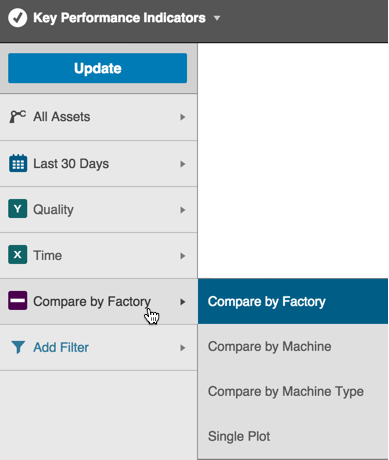 Key Performance Indicators
Update
All Assets
Last 30 Days
Y Quality
X Time
Compare by Factory
Add Filter
Compare by Factory
Compare by Machine
Compare by Machine Type
Single Plot